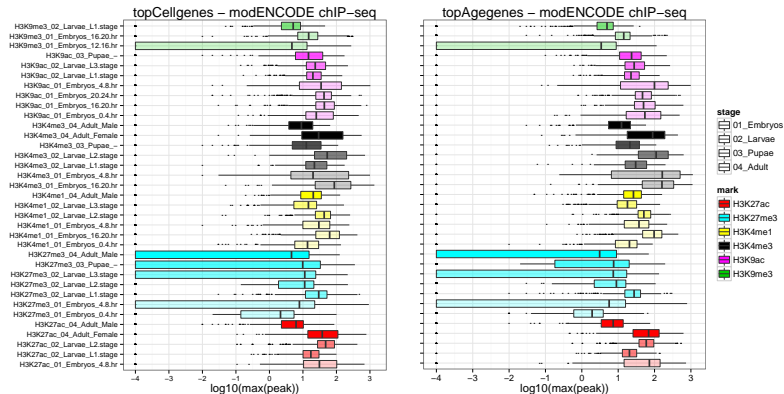 topCellgenes – modENCODE chIP–seq
topAgegenes – modENCODE chIP–seq
H3K9me3_02_Larvae_L1.stage
H3K9me3_01_Embryos_16.20.hr
H3K9me3_01_Embryos_12.16.hr
H3K9ac_03_Pupae_–
H3K9ac_02_Larvae_L3.stage
H3K9ac_02_Larvae_L1.stage
H3K9ac_01_Embryos_4.8.hr
H3K9ac_01_Embryos_20.24.hr
H3K9ac_01_Embryos_16.20.hr
H3K9ac_01_Embryos_0.4.hr
H3K4me3_04_Adult_Male
H3K4me3_04_Adult_Female
H3K4me3_03_Pupae_–
H3K4me3_02_Larvae_L2.stage
H3K4me3_02_Larvae_L1.stage
H3K4me3_01_Embryos_4.8.hr
H3K4me3_01_Embryos_16.20.hr
H3K4me1_04_Adult_Male
H3K4me1_02_Larvae_L3.stage
H3K4me1_02_Larvae_L2.stage
H3K4me1_01_Embryos_4.8.hr
H3K4me1_01_Embryos_16.20.hr
H3K4me1_01_Embryos_0.4.hr
H3K27me3_04_Adult_Male
H3K27me3_03_Pupae_–
H3K27me3_02_Larvae_L3.stage
H3K27me3_02_Larvae_L2.stage
H3K27me3_02_Larvae_L1.stage
H3K27me3_01_Embryos_4.8.hr
H3K27me3_01_Embryos_0.4.hr
H3K27ac_04_Adult_Male
H3K27ac_04_Adult_Female
H3K27ac_02_Larvae_L2.stage
H3K27ac_02_Larvae_L1.stage
H3K27ac_01_Embryos_4.8.hr
−4 −3 −2 −1 0 1 2 3
log10(max(peak))
−4 −3 −2 −1 0 1 2 3
log10(max(peak))
stage
01_Embryos
02_Larvae
03_Pupae
04_Adult
mark
H3K27ac
H3K27me3
H3K4me1
H3K4me3
H3K9ac
H3K9me3